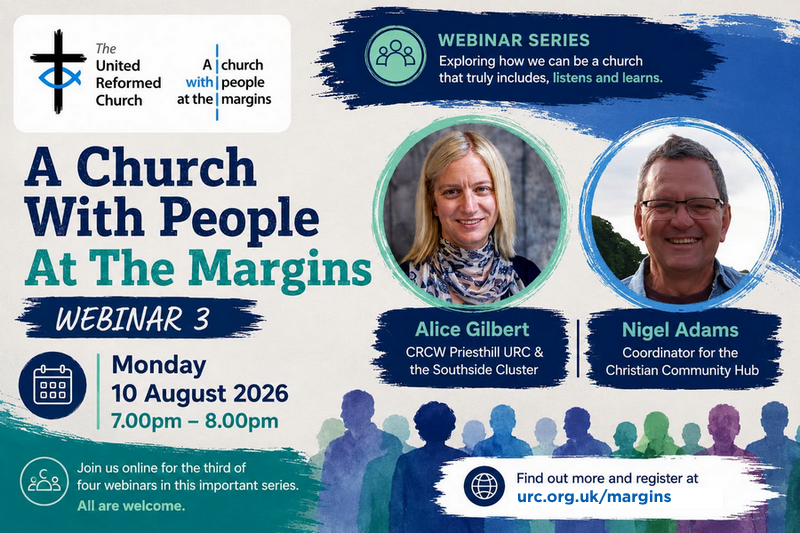 The
United
Reformed
Church
A church
with people
at the margins
WEBINAR SERIES
Exploring how we can be a church
that truly includes, listens and learns.
A Church
With People
At The Margins
WEBINAR 3
Monday
10 August 2026
7.00pm – 8.00pm
Alice Gilbert
CRCW Priesthill URC &
the Southside Cluster
Nigel Adams
Coordinator for the
Christian Community Hub
Join us online for the third of
four webinars in this important series.
All are welcome.
Find out more and register at
urc.org.uk/margins